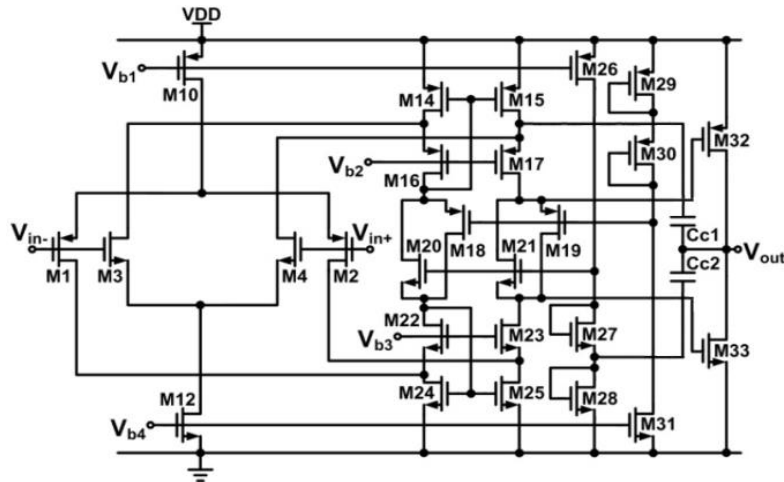 VDD
Vb1
M10
M26
M29
M14
M15
M32
M30
Vb2
M16
M17
Vin-
Vin+
M1
M3
M4
M2
M20
M18
M21
M19
Cc1
Cc2
Vout
M22
M23
M27
M33
Vb3
M12
M24
M25
M28
Vb4
M31